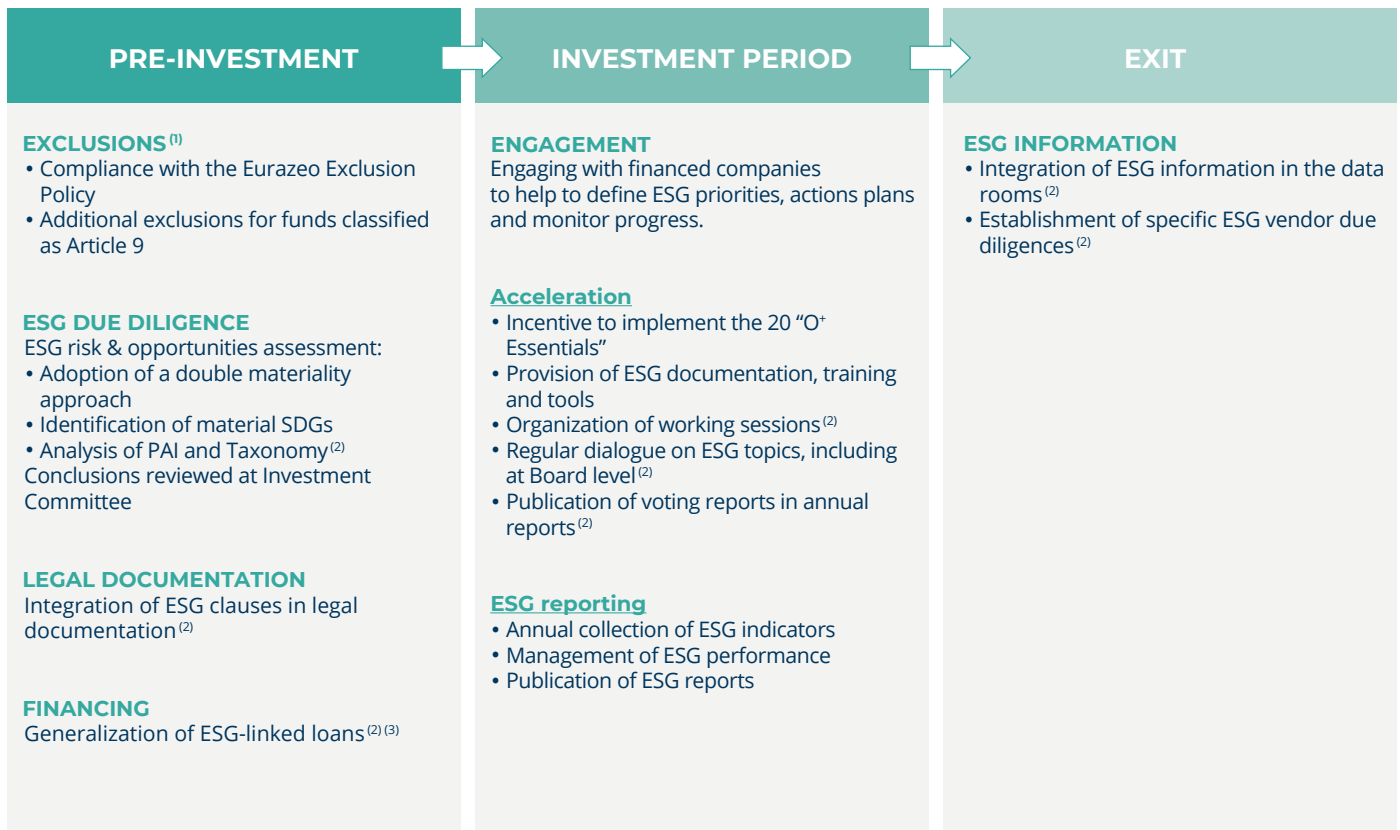 PRE-INVESTMENT
EXCLUSIONS (1)
• Compliance with the Eurazeo Exclusion
Policy
• Additional exclusions for funds classified
as Article 9
ESG DUE DILIGENCE
ESG risk & opportunities assessment:
• Adoption of a double materiality
approach
• Identification of material SDGs
• Analysis of PAI and Taxonomy (2)
Conclusions reviewed at Investment
Committee
LEGAL DOCUMENTATION
Integration of ESG clauses in legal
documentation (2)
FINANCING
Generalization of ESG-linked loans (2) (3)
INVESTMENT PERIOD
ENGAGEMENT
Engaging with financed companies
to help to define ESG priorities, actions plans
and monitor progress.
Acceleration
• Incentive to implement the 20 “O+
Essentials”
• Provision of ESG documentation, training
and tools
• Organization of working sessions (2)
• Regular dialogue on ESG topics, including
at Board level (2)
• Publication of voting reports in annual
reports (2)
ESG reporting
• Annual collection of ESG indicators
• Management of ESG performance
• Publication of ESG reports
EXIT
ESG INFORMATION
• Integration of ESG information in the data
rooms (2)
• Establishment of specific ESG vendor due
diligences (2)